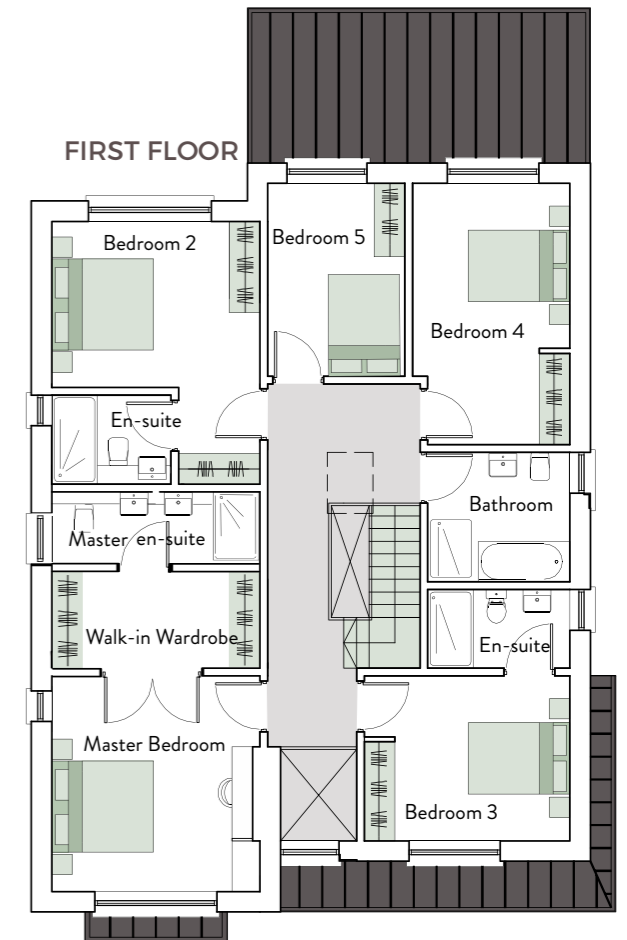 FIRST FLOOR
Bedroom 2
Bedroom 5
Bedroom 4
En-suite
Bathroom
Master en-suite
Walk-in Wardrobe
En-suite
Master Bedroom
Bedroom 3